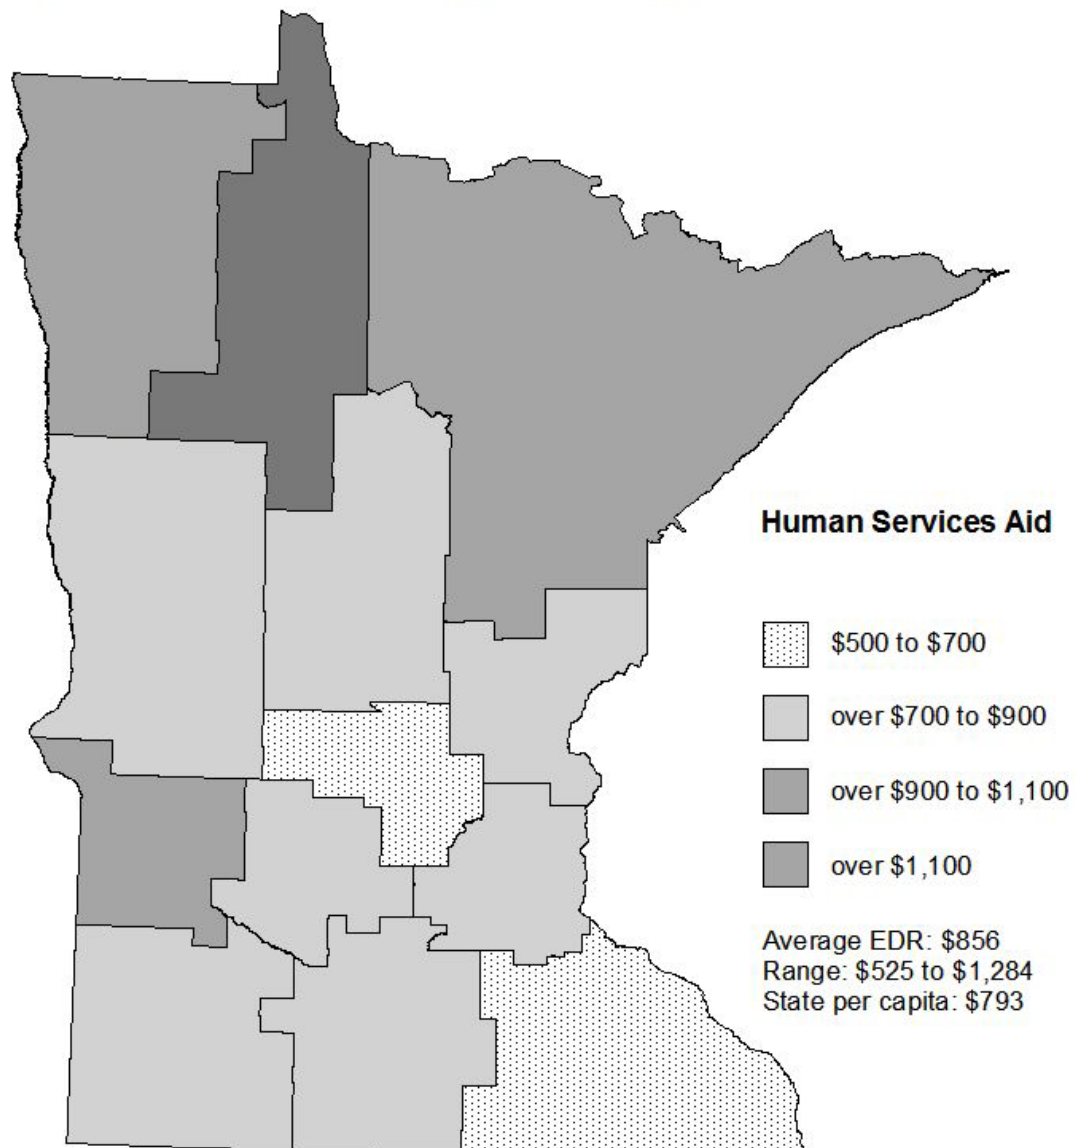 Human Services Aid
$500 to $700
over $700 to $900
over $900 to $1,100
over $1,100
Average EDR: $856
Range: $525 to $1,284
State per capita: $793